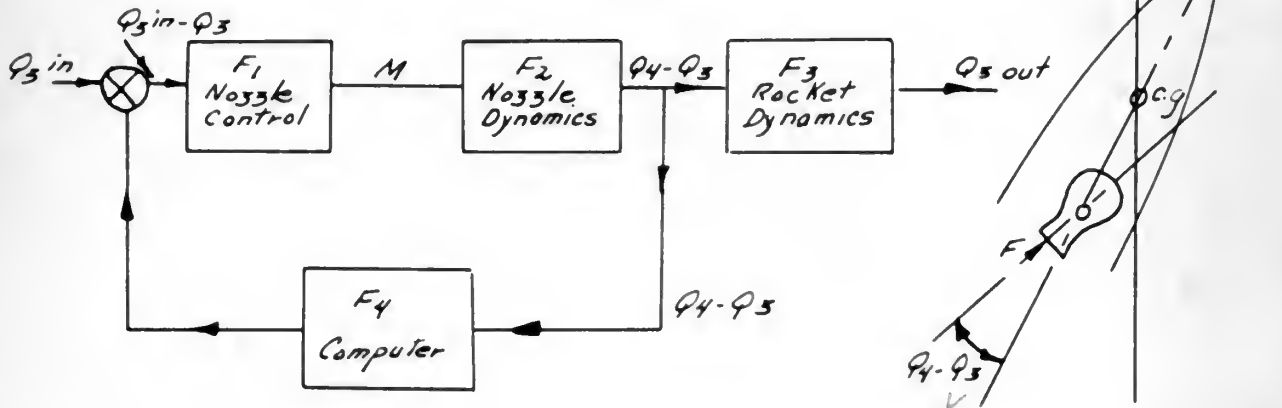 Q3 in - Q3
Q3 in
F1
Nozzle
Control
M
F2
Nozzle
Dynamics
Q4 - Q3
F3
Rocket
Dynamics
Q3 out
c.g
F
F4
Computer
Q4 - Q3
Q4 - Q3